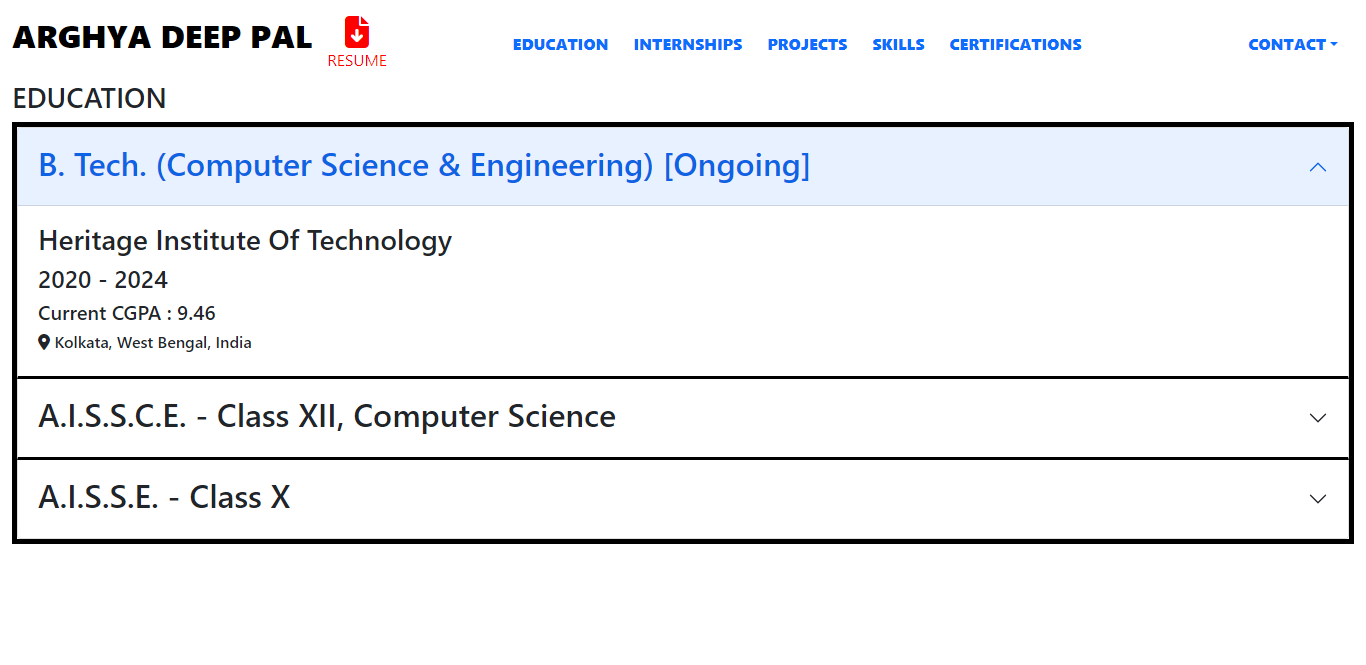 ARGHYA DEEP PAL
RESUME
EDUCATION INTERNSHIPS PROJECTS SKILLS CERTIFICATIONS CONTACT
EDUCATION
B. Tech. (Computer Science & Engineering) [Ongoing]
Heritage Institute Of Technology
2020 - 2024
Current CGPA : 9.46
Kolkata, West Bengal, India
A.I.S.S.C.E. - Class XII, Computer Science
A.I.S.S.E. - Class X